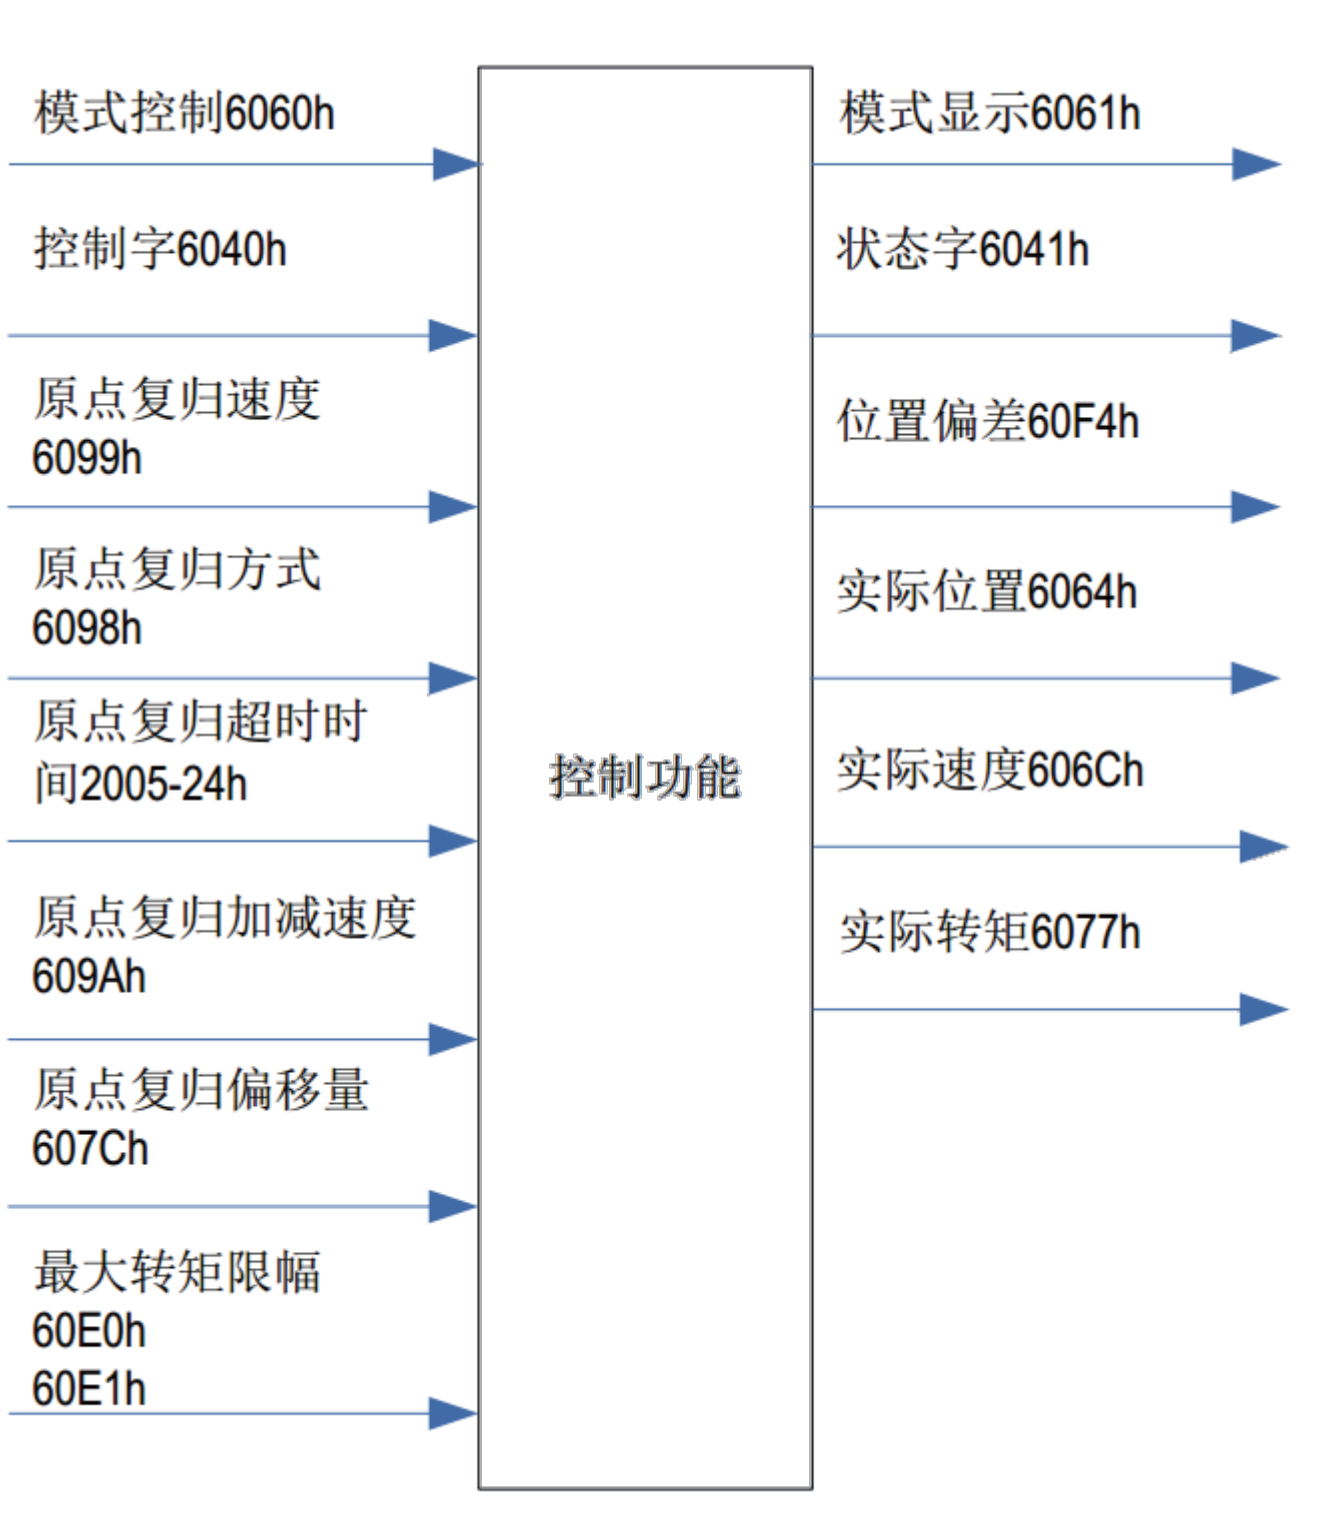 模式控制6060h
控制字6040h
原点复归速度
6099h
原点复归方式
6098h
原点复归超时时
间2005-24h
原点复归加减速度
609Ah
原点复归偏移量
607Ch
最大转矩限幅
60E0h
60E1h
控制功能
模式显示6061h
状态字6041h
位置偏差60F4h
实际位置6064h
实际速度606Ch
实际转矩6077h